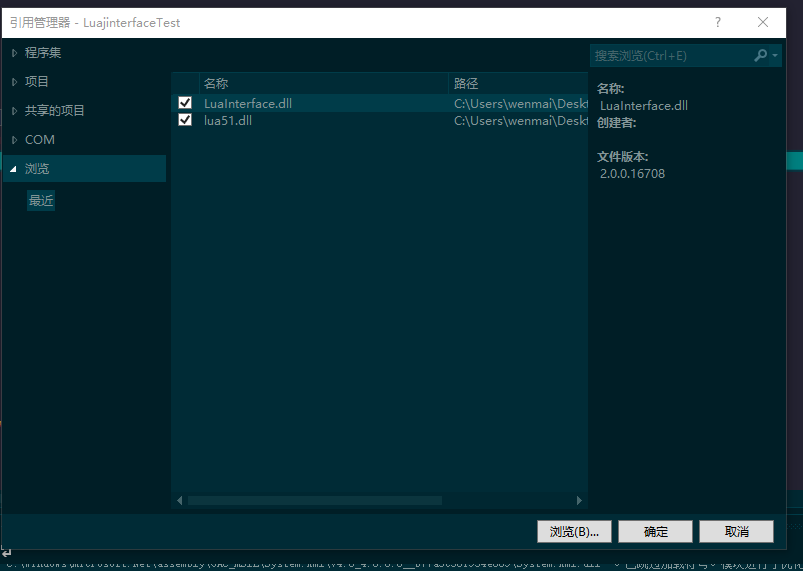 引用管理器 - LuajinterfaceTest
程序集
项目
共享的项目
COM
浏览
最近
搜索浏览(Ctrl+E)
名称 路径
LuaInterface.dll C:\Users\wenmai\Deskt
lua51.dll C:\Users\wenmai\Deskt
名称:
LuaInterface.dll
创建者:
文件版本:
2.0.0.16708
浏览(B)...
确定
取消